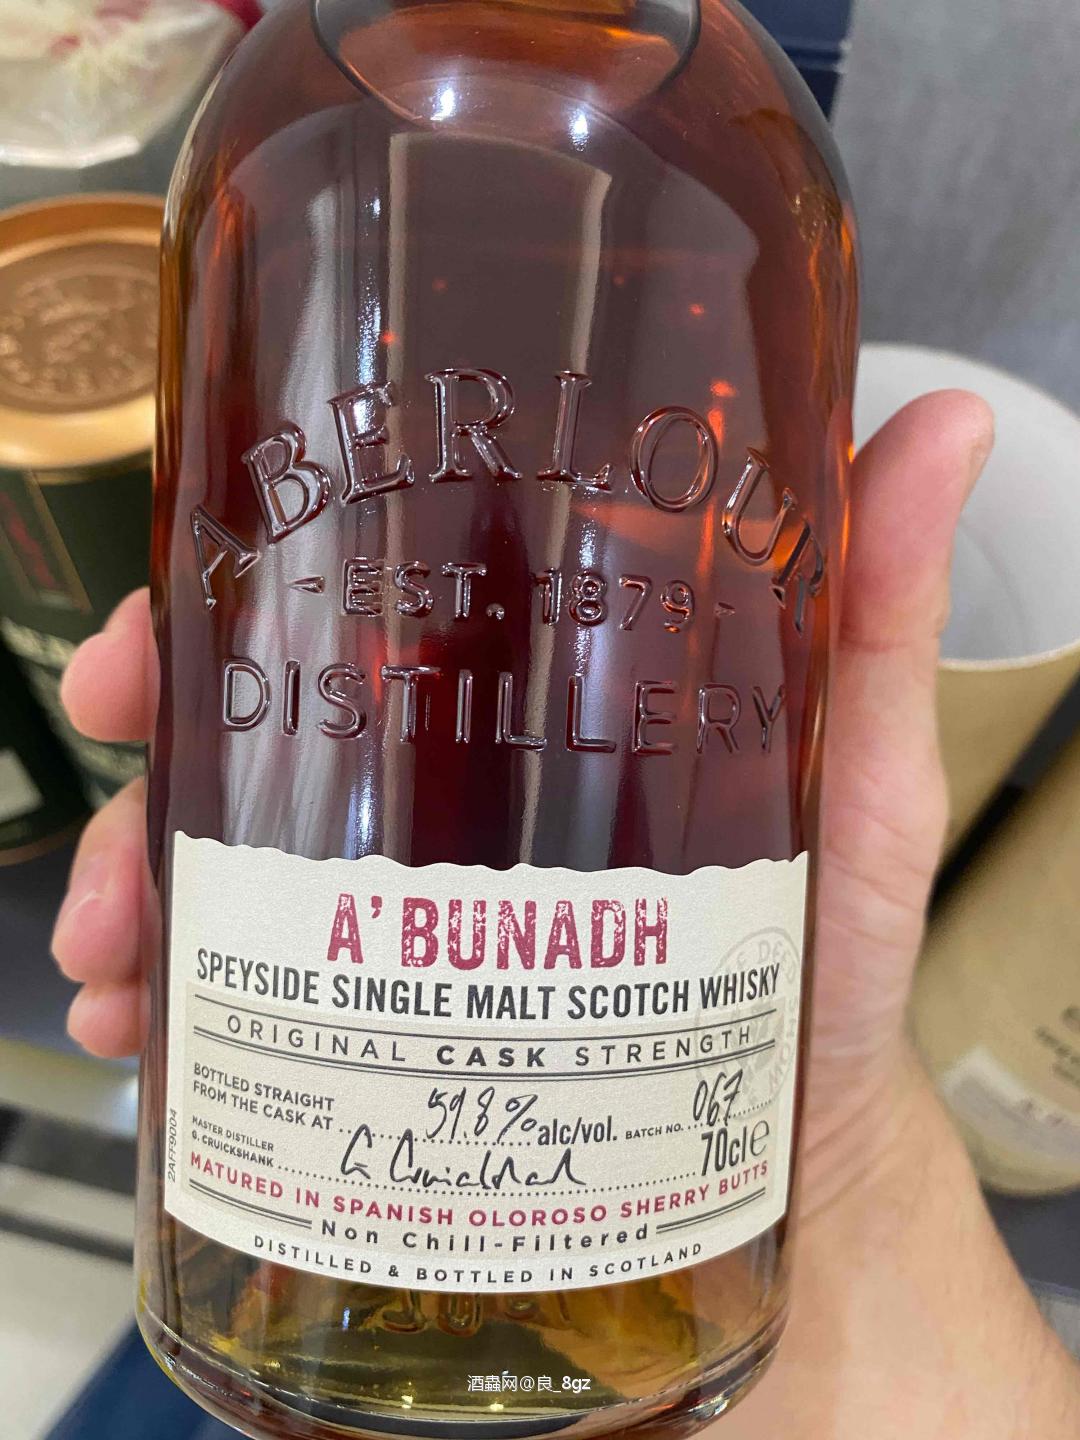 ABERLOUR
- EST. 1879 -
DISTILLERY
A'BUNADH
SPEYSIDE SINGLE MALT SCOTCH WHISKY
ORIGINAL CASK STRENGTH
BOTTLED STRAIGHT
FROM THE CASK AT 59.8% alc/vol. BATCH NO. 067
MASTER DISTILLER
G. CRUICKSHANK G Cruickshank 70cl e
MATURED IN SPANISH OLOROSO SHERRY BUTTS
Non Chill-Filtered
DISTILLED & BOTTLED IN SCOTLAND
2AFF9004
酒蟲网@良_8gz